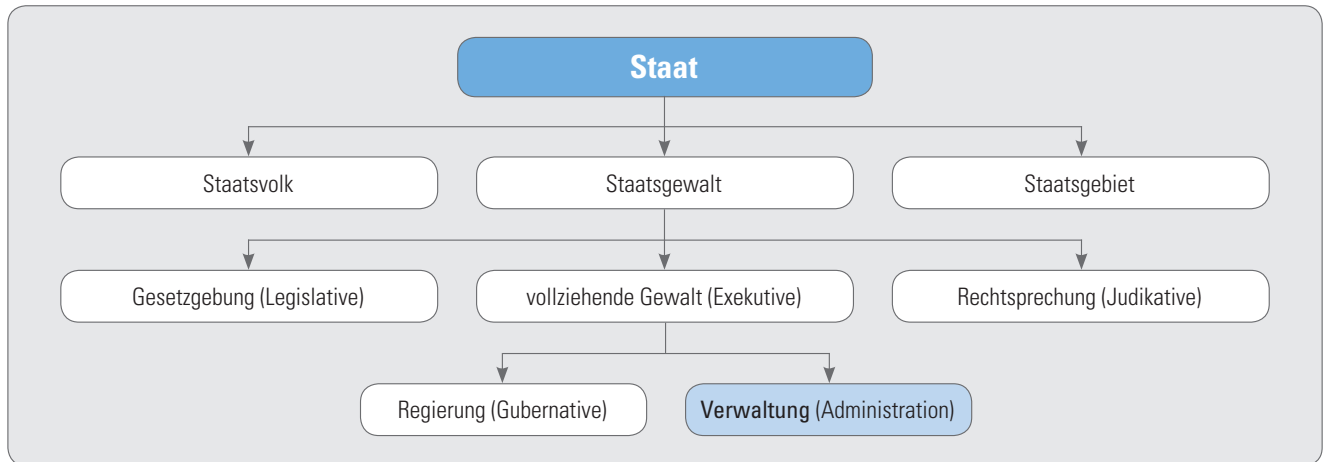 Staat
Staatsvolk
Staatsgewalt
Staatsgebiet
Gesetzgebung (Legislative)
vollziehende Gewalt (Exekutive)
Rechtsprechung (Judikative)
Regierung (Gubernative)
Verwaltung (Administration)